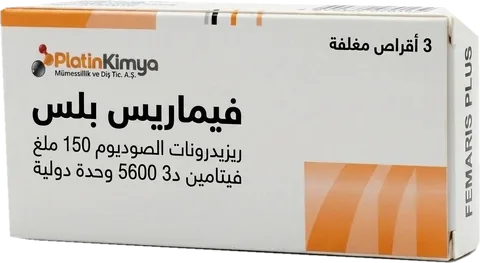 PlatinKimya
Mümessillik ve Diş Tic. A.Ş.
3 أقراص مغلفة
فيماريس بلس
ريزيدرونات الصوديوم 150 ملغ
فيتامين د3 5600 وحدة دولية
FEMARIS PLUS